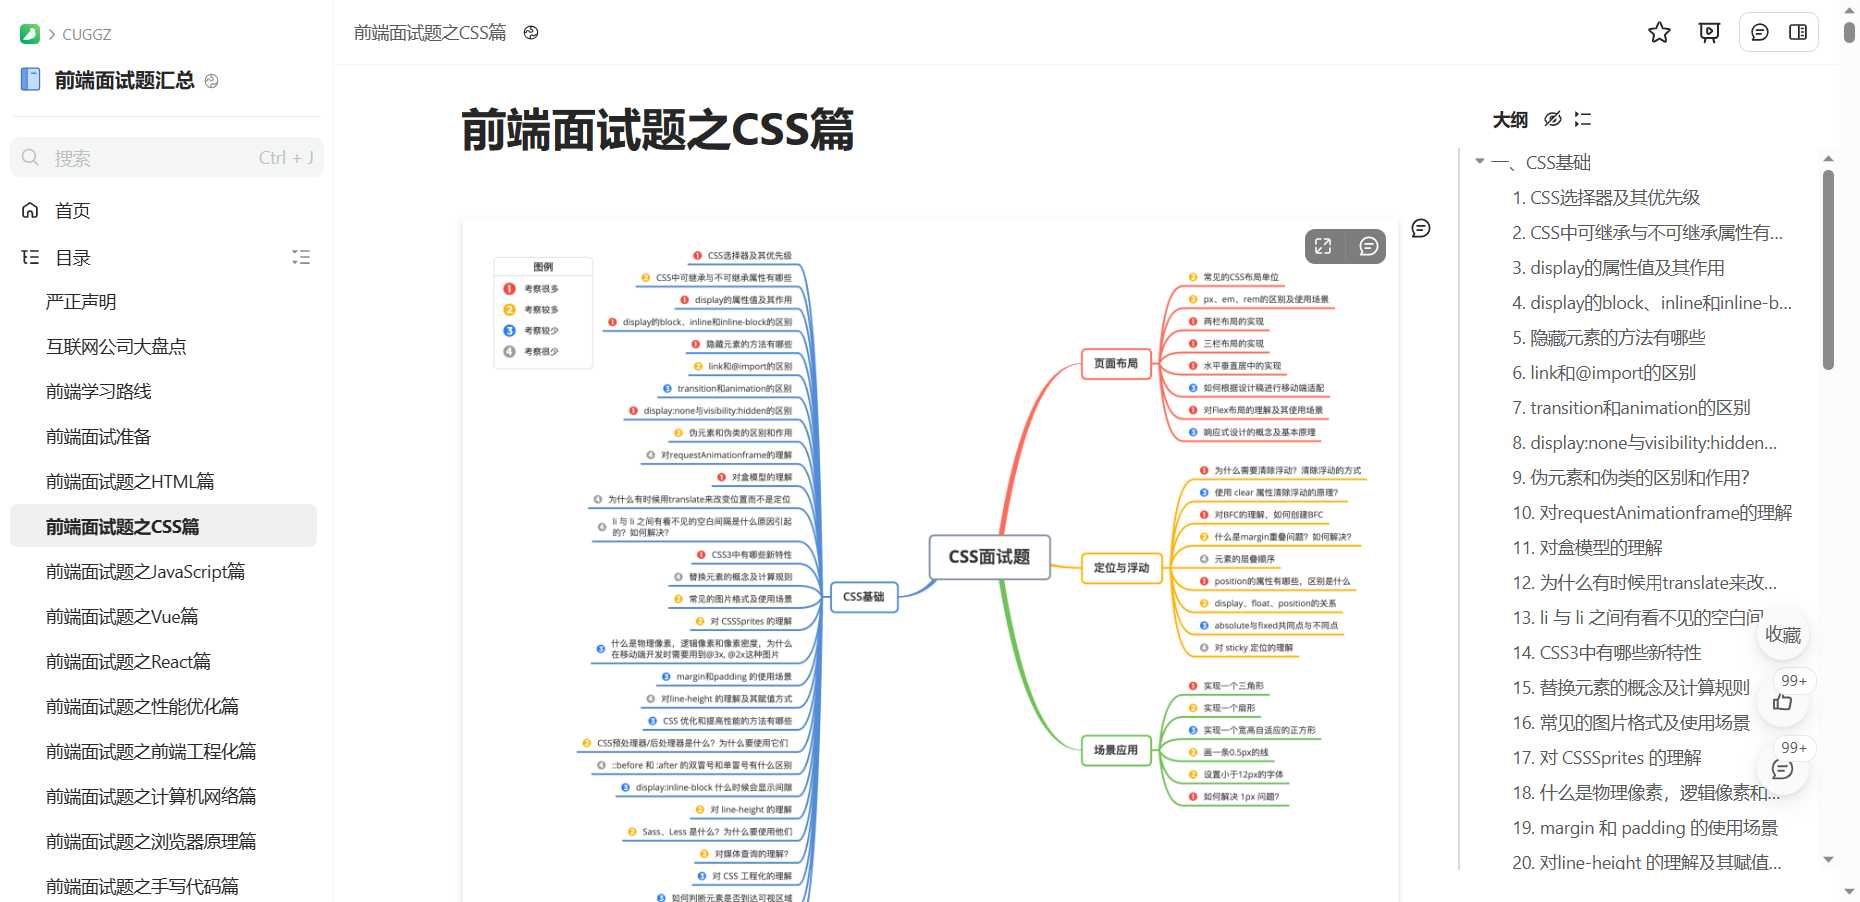 CUGGZ
前端面试题汇总
搜索
Ctrl + J
首页
目录
严正声明
互联网公司大盘点
前端学习路线
前端面试准备
前端面试题之HTML篇
前端面试题之CSS篇
前端面试题之JavaScript篇
前端面试题之Vue篇
前端面试题之React篇
前端面试题之性能优化篇
前端面试题之前端工程化篇
前端面试题之计算机网络篇
前端面试题之浏览器原理篇
前端面试题之手写代码篇
前端面试题之CSS篇
前端面试题之CSS篇
图例
1 考察很多
2 考察较多
3 考察较少
4 考察很少
1 CSS选择器及其优先级
2 CSS中可继承与不可继承属性有哪些
1 display的属性值及其作用
1 display的block、inline和inline-block的区别
1 隐藏元素的方法有哪些
2 link和@import的区别
3 transition和animation的区别
1 display:none与visibility:hidden的区别
2 伪元素和伪类的区别和作用
4 对requestAnimationframe的理解
1 对盒模型的理解
4 为什么有时候用translate来改变位置而不是定位
4 li 与 li 之间有看不见的空白间隔是什么原因引起
的？如何解决？
1 CSS3中有哪些新特性
4 替换元素的概念及计算规则
2 常见的图片格式及使用场景
2 对 CSSSprites 的理解
3 什么是物理像素，逻辑像素和像素密度，为什么
在移动端开发时需要用到@3x, @2x这种图片
3 margin和padding 的使用场景
4 对line-height 的理解及其赋值方式
3 CSS 优化和提高性能的方法有哪些
2 CSS预处理器/后处理器是什么？为什么要使用它们
4 ::before 和 :after 的双冒号和单冒号有什么区别
3 display:inline-block 什么时候会显示间隙
2 对 line-height 的理解
2 Sass、Less 是什么？为什么要使用他们
2 对媒体查询的理解？
3 对 CSS 工程化的理解
3 如何判断元素是否到达可视区域
CSS基础
CSS面试题
页面布局
2 常见的CSS布局单位
2 px、em、rem的区别及使用场景
1 两栏布局的实现
1 三栏布局的实现
1 水平垂直居中的实现
3 如何根据设计稿进行移动端适配
1 对Flex布局的理解及其使用场景
3 响应式设计的概念及基本原理
定位与浮动
1 为什么需要清除浮动？清除浮动的方式
3 使用 clear 属性清除浮动的原理？
1 对BFC的理解，如何创建BFC
2 什么是margin重叠问题？如何解决？
4 元素的层叠顺序
1 position的属性有哪些，区别是什么
2 display、float、position的关系
3 absolute与fixed共同点与不同点
4 对 sticky 定位的理解
场景应用
1 实现一个三角形
2 实现一个扇形
3 实现一个宽高自适应的正方形
2 画一条0.5px的线
2 设置小于12px的字体
1 如何解决 1px 问题？
大纲
一、CSS基础
1. CSS选择器及其优先级
2. CSS中可继承与不可继承属性有...
3. display的属性值及其作用
4. display的block、inline和inline-b...
5. 隐藏元素的方法有哪些
6. link和@import的区别
7. transition和animation的区别
8. display:none与visibility:hidden...
9. 伪元素和伪类的区别和作用？
10. 对requestAnimationframe的理解
11. 对盒模型的理解
12. 为什么有时候用translate来改...
13. li 与 li 之间有看不见的空白间
14. CSS3中有哪些新特性
15. 替换元素的概念及计算规则
16. 常见的图片格式及使用场景
17. 对 CSSSprites 的理解
18. 什么是物理像素，逻辑像素和...
19. margin 和 padding 的使用场景
20. 对line-height 的理解及其赋值...
收藏
99+
99+